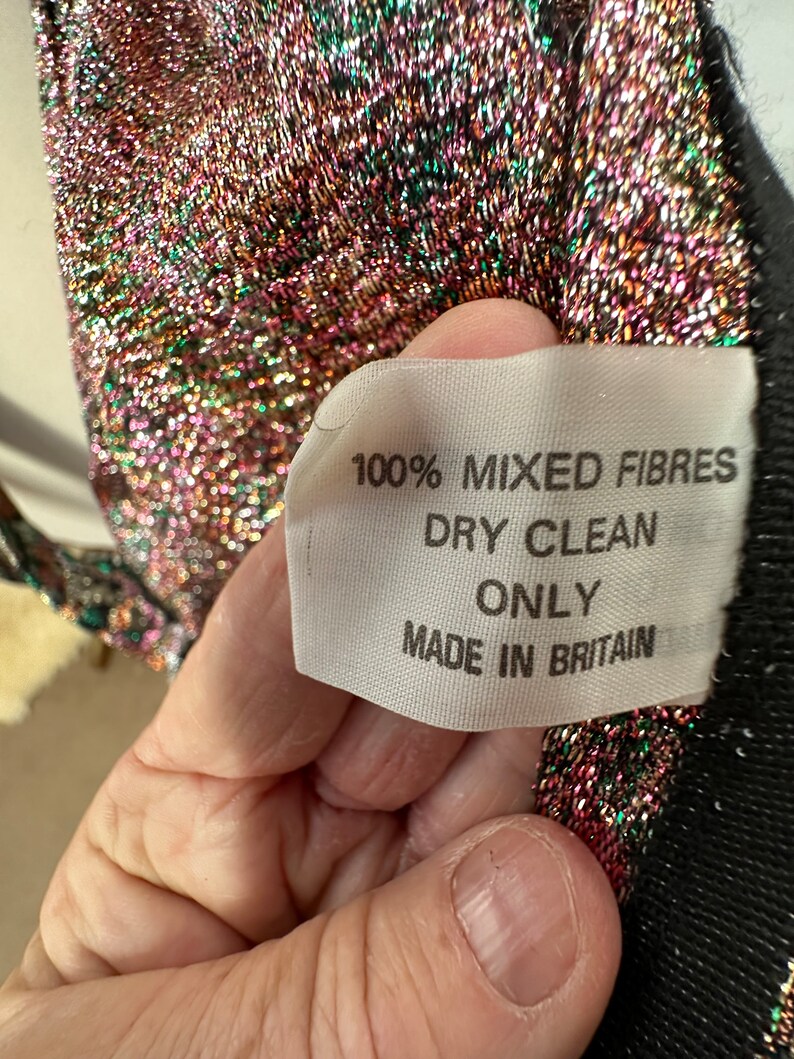 100% MIXED FIBRES
DRY CLEAN
ONLY
MADE IN BRITAIN